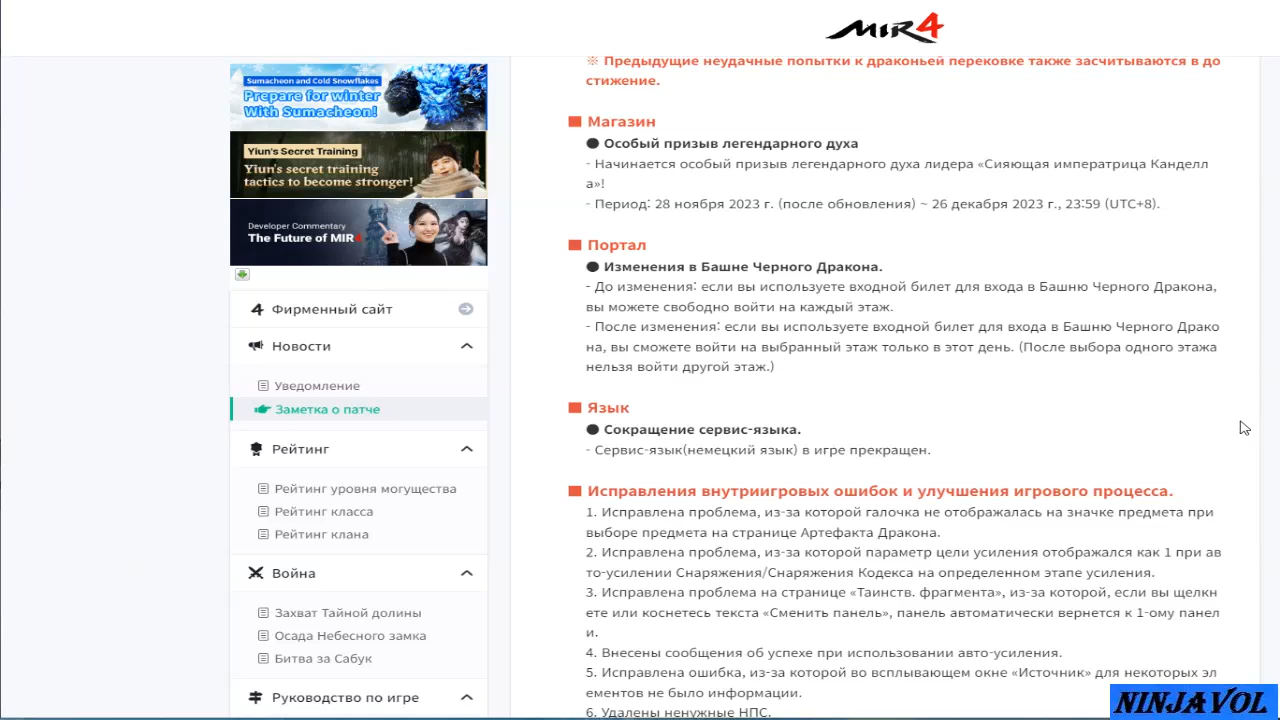 MIR4
Sumacheon and Cold Snowflakes
Prepare for winter
With Sumacheon!
Yiun's Secret Training
Yiun's secret training
tactics to become stronger!
Developer Commentary
The Future of MIR4
Фирменный сайт
Новости
Уведомление
Заметка о патче
Рейтинг
Рейтинг уровня могущества
Рейтинг класса
Рейтинг клана
Война
Захват Тайной долины
Осада Небесного замка
Битва за Сабук
Руководство по игре
※ Предыдущие неудачные попытки к драконьей перековке также засчитываются в до
стижение.
■ Магазин
● Особый призыв легендарного духа
- Начинается особый призыв легендарного духа лидера «Сияющая императрица Канделл
а»!
- Период: 28 ноября 2023 г. (после обновления) ~ 26 декабря 2023 г., 23:59 (UTC+8).
■ Портал
● Изменения в Башне Черного Дракона.
- До изменения: если вы используете входной билет для входа в Башню Черного Дракона,
вы можете свободно войти на каждый этаж.
- После изменения: если вы используете входной билет для входа в Башню Черного Драко
на, вы сможете войти на выбранный этаж только в этот день. (После выбора одного этажа
нельзя войти другой этаж.)
■ Язык
● Сокращение сервис-языка.
- Сервис-язык(немецкий язык) в игре прекращен.
■ Исправления внутриигровых ошибок и улучшения игрового процесса.
1. Исправлена проблема, из-за которой галочка не отображалась на значке предмета при
выборе предмета на странице Артефакта Дракона.
2. Исправлена проблема, из-за которой параметр цели усиления отображался как 1 при ав
то-усилении Снаряжения/Снаряжения Кодекса на определенном этапе усиления.
3. Исправлена проблема на странице «Таинств. фрагмента», из-за которой, если вы щелкн
ете или коснетесь текста «Сменить панель», панель автоматически вернется к 1-ому панел
и.
4. Внесены сообщения об успехе при использовании авто-усиления.
5. Исправлена ошибка, из-за которой во всплывающем окне «Источник» для некоторых эл
ементов не было информации.
6. Удалены ненужные НПС.
NINJAVOL